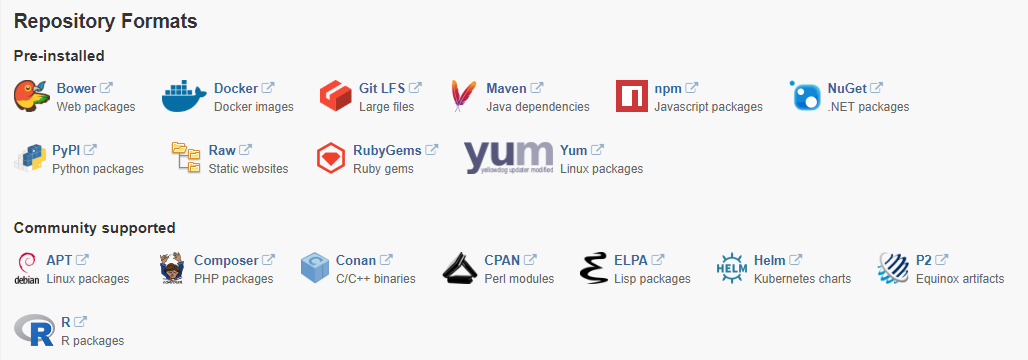 Repository Formats
Pre-installed
Bower Docker Git LFS Maven npm NuGet
Web packages Docker images Large files Java dependencies Javascript packages .NET packages
PyPI Raw RubyGems yum Yum
Python packages Static websites Ruby gems yellowdog updater modified Linux packages
Community supported
APT Composer Conan CPAN ELPA HELM Helm P2
debian Linux packages PHP packages C/C++ binaries Perl modules Lisp packages Kubernetes charts Equinox artifacts
R R
R packages